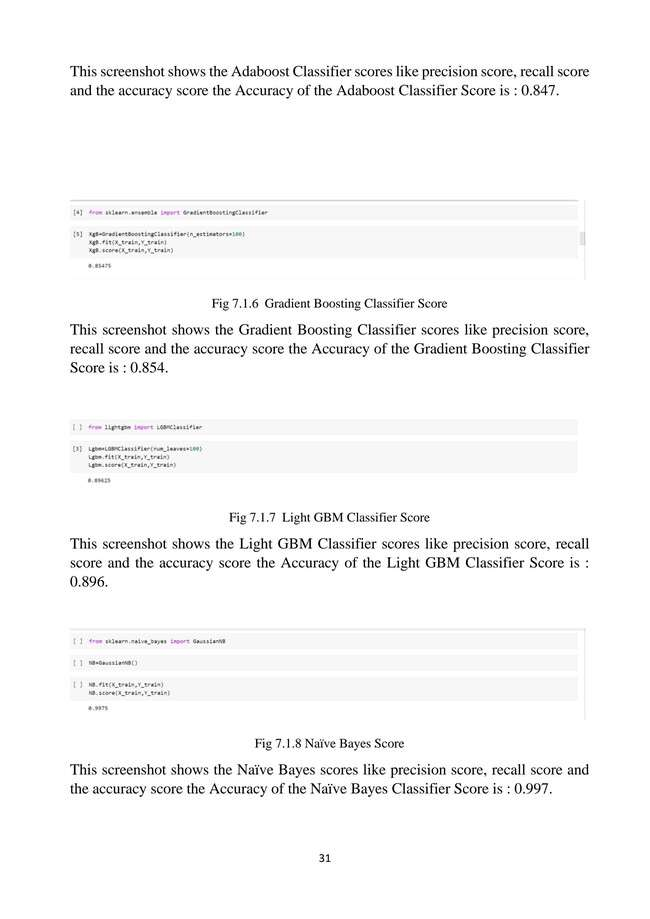 This screenshot shows the Adaboost Classifier scores like precision score, recall score
and the accuracy score the Accuracy of the Adaboost Classifier Score is : 0.847.
[4] from sklearn.ensemble import GradientBoostingClassifier
[5] XgB=GradientBoostingClassifier(n_estimators=100)
XgB.fit(X_train,Y_train)
XgB.score(X_train,Y_train)
0.85475
Fig 7.1.6 Gradient Boosting Classifier Score
This screenshot shows the Gradient Boosting Classifier scores like precision score,
recall score and the accuracy score the Accuracy of the Gradient Boosting Classifier
Score is : 0.854.
[ ] from lightgbm import LGBMClassifier
[3] Lgbm=LGBMClassifier(num_leaves=100)
Lgbm.fit(X_train,Y_train)
Lgbm.score(X_train,Y_train)
0.89625
Fig 7.1.7 Light GBM Classifier Score
This screenshot shows the Light GBM Classifier scores like precision score, recall
score and the accuracy score the Accuracy of the Light GBM Classifier Score is :
0.896.
[ ] from sklearn.naive_bayes import GaussianNB
[ ] NB=GaussianNB()
[ ] NB.fit(X_train,Y_train)
NB.score(X_train,Y_train)
0.9975
Fig 7.1.8 Naïve Bayes Score
This screenshot shows the Naïve Bayes scores like precision score, recall score and
the accuracy score the Accuracy of the Naïve Bayes Classifier Score is : 0.997.
31